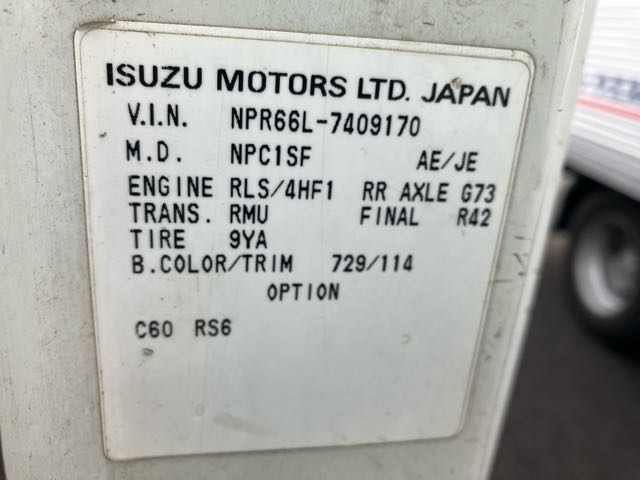 ISUZU MOTORS LTD. JAPAN
V.I.N. NPR66L-7409170
M.D. NPC1SF AE/JE
ENGINE RLS/4HF1 RR AXLE G73
TRANS. RMU FINAL R42
TIRE 9YA
B.COLOR/TRIM 729/114
OPTION
C60 RS6